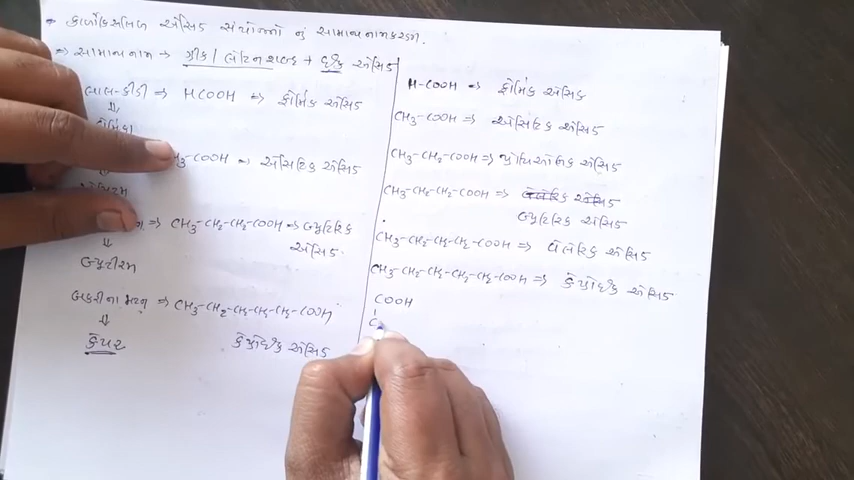 કાર્બોક્સિલિક એસિડ સંયોજનો નું સામાન્ય નામકરણ.
⇒ સામાન્ય નામ → ગ્રીક / લેટિન શબ્દ + ઈક એસિડ
લાલ-કીડી ⇒ HCOOH ⇒ ફોર્મિક એસિડ
⇓
-COOH ⇒ એસિટિક એસિડ
⇒ CH3-CH2-CH2-COOH ⇒ બ્યુટિરિક
એસિડ.
⇓
બ્યુટીરમ
બકરીના ⇒ CH3-CH2-CH2-CH2-CH2-COOH
⇓
કેપર
કેપ્રોઈક એસિડ
H-COOH ⇒ ફોર્મિક એસિડ
CH3-COOH ⇒ એસિટિક એસિડ
CH3-CH2-COOH ⇒ પ્રોપિઓનિક એસિડ
CH3-CH2-CH2-COOH ⇒ વેલેરિક એસિડ
બ્યુટિરિક એસિડ
CH3-CH2-CH2-CH2-COOH ⇒ વેલેરિક એસિડ
CH3-CH2-CH2-CH2-CH2-COOH ⇒ કેપ્રોઈક એસિડ
COOH
|
C